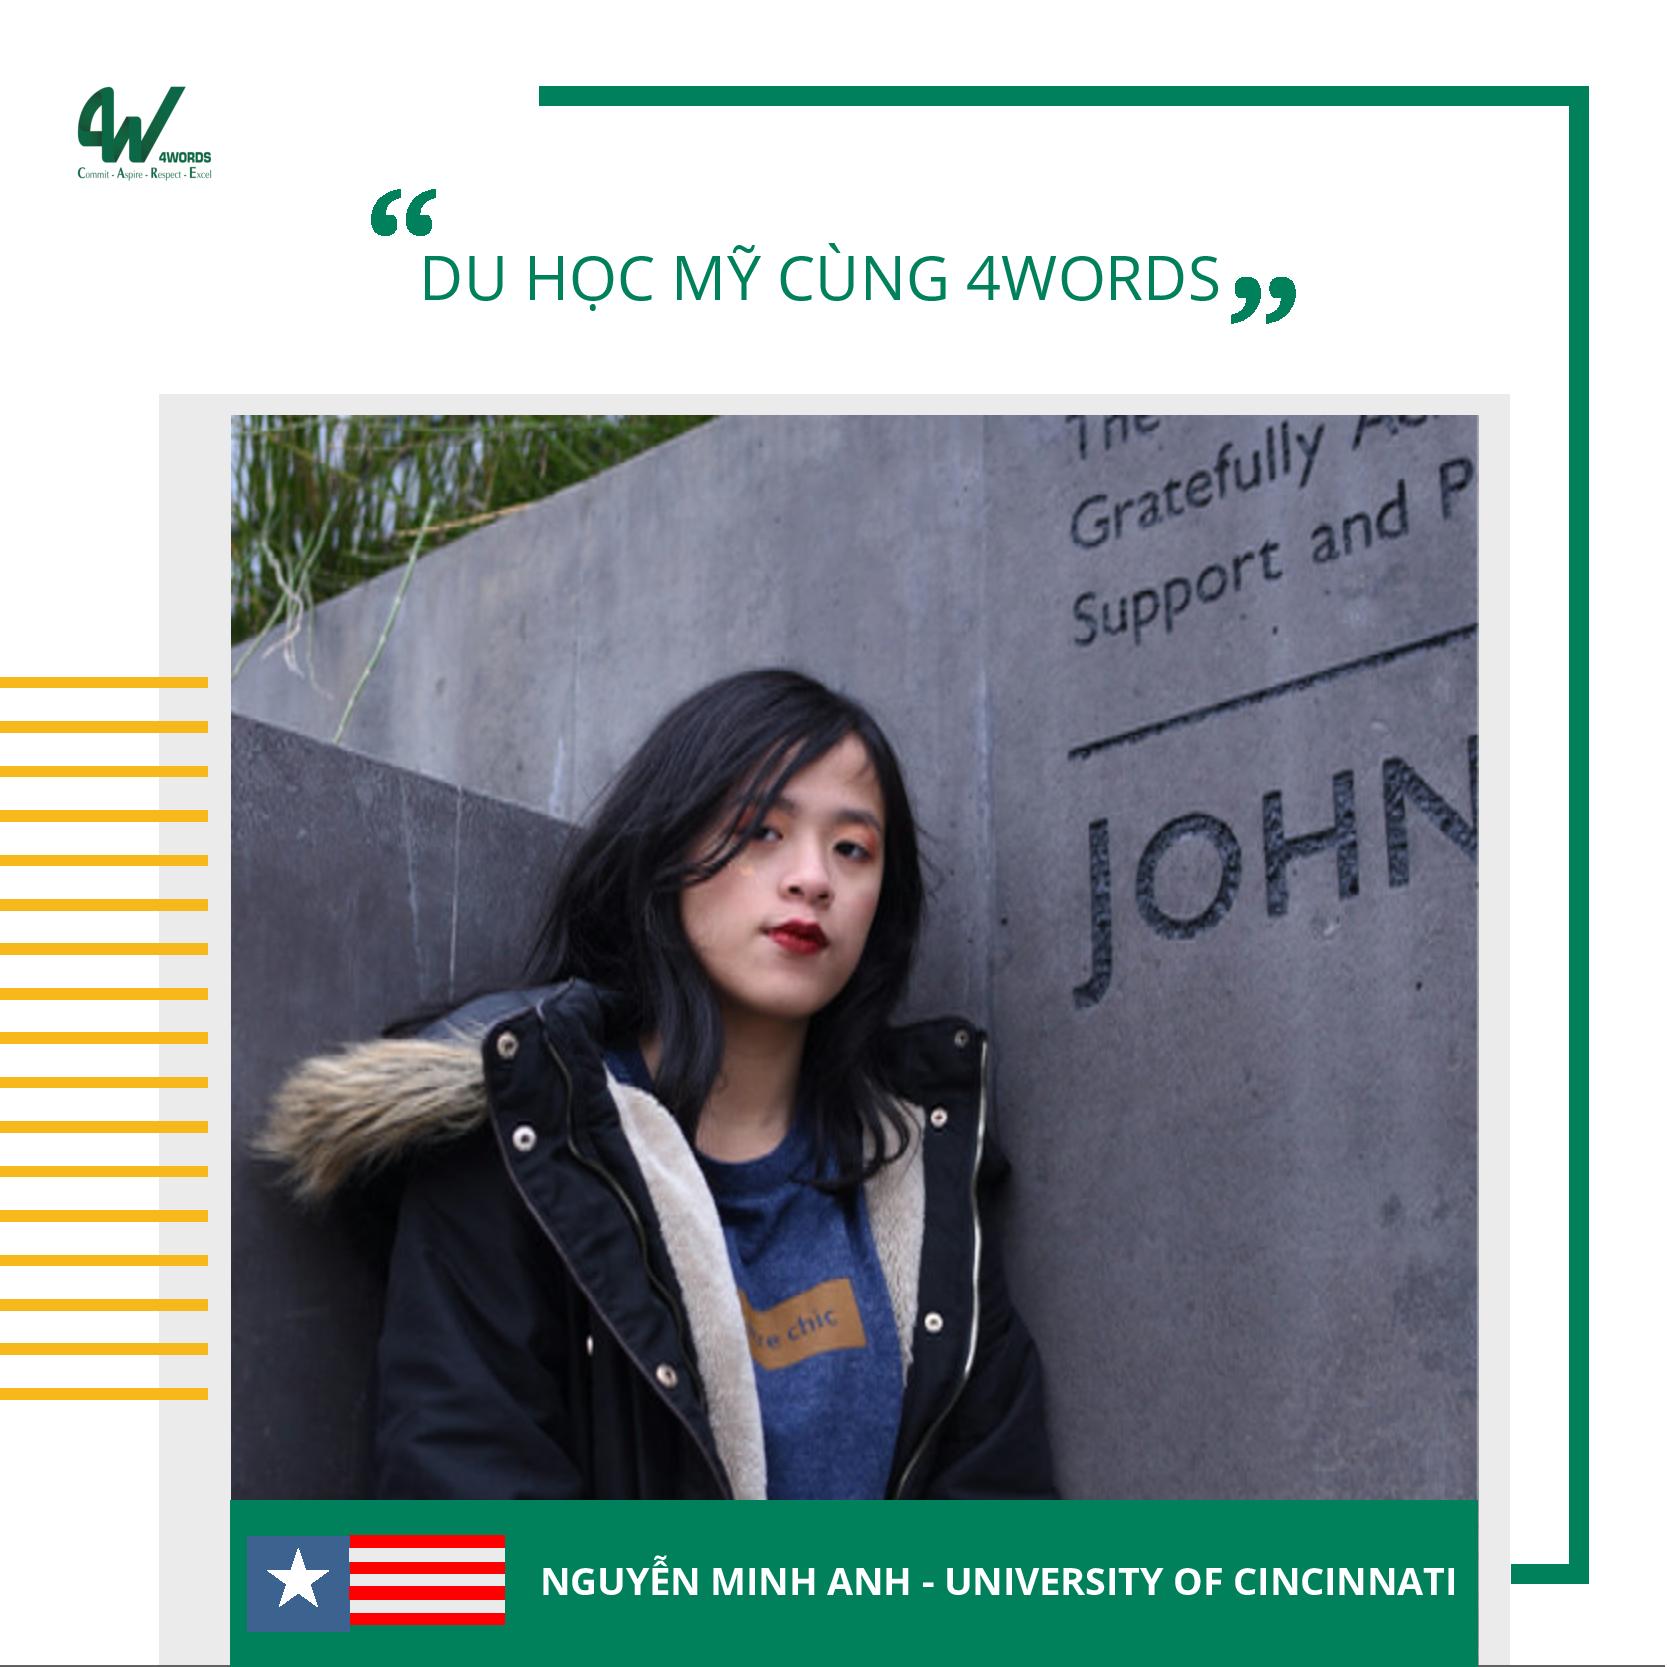 4W
4WORDS
Commit - Aspire - Respect - Excel
“DU HỌC MỸ CÙNG 4WORDS”
The
Gratefully
Support and
JOHN
chic
NGUYỄN MINH ANH - UNIVERSITY OF CINCINNATI